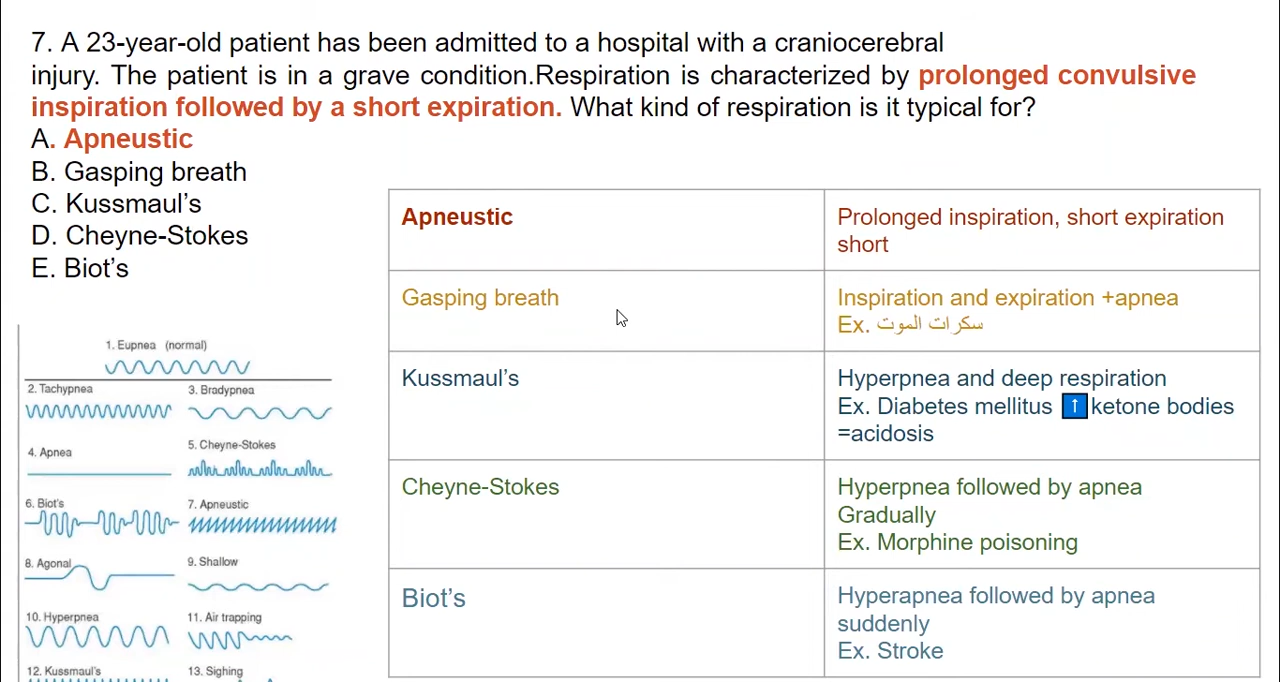 7. A 23-year-old patient has been admitted to a hospital with a craniocerebral
injury. The patient is in a grave condition.Respiration is characterized by prolonged convulsive
inspiration followed by a short expiration. What kind of respiration is it typical for?
A. Apneustic
B. Gasping breath
C. Kussmaul’s
D. Cheyne-Stokes
E. Biot’s
Apneustic
Prolonged inspiration, short expiration
short
Gasping breath
Inspiration and expiration +apnea
Ex. سكرات الموت
Kussmaul’s
Hyperpnea and deep respiration
Ex. Diabetes mellitus ↑ ketone bodies
=acidosis
Cheyne-Stokes
Hyperpnea followed by apnea
Gradually
Ex. Morphine poisoning
Biot’s
Hyperapnea followed by apnea
suddenly
Ex. Stroke
1. Eupnea (normal)
2. Tachypnea
3. Bradypnea
4. Apnea
5. Cheyne-Stokes
6. Biot's
7. Apneustic
8. Agonal
9. Shallow
10. Hyperpnea
11. Air trapping
12. Kussmaul's
13. Sighing